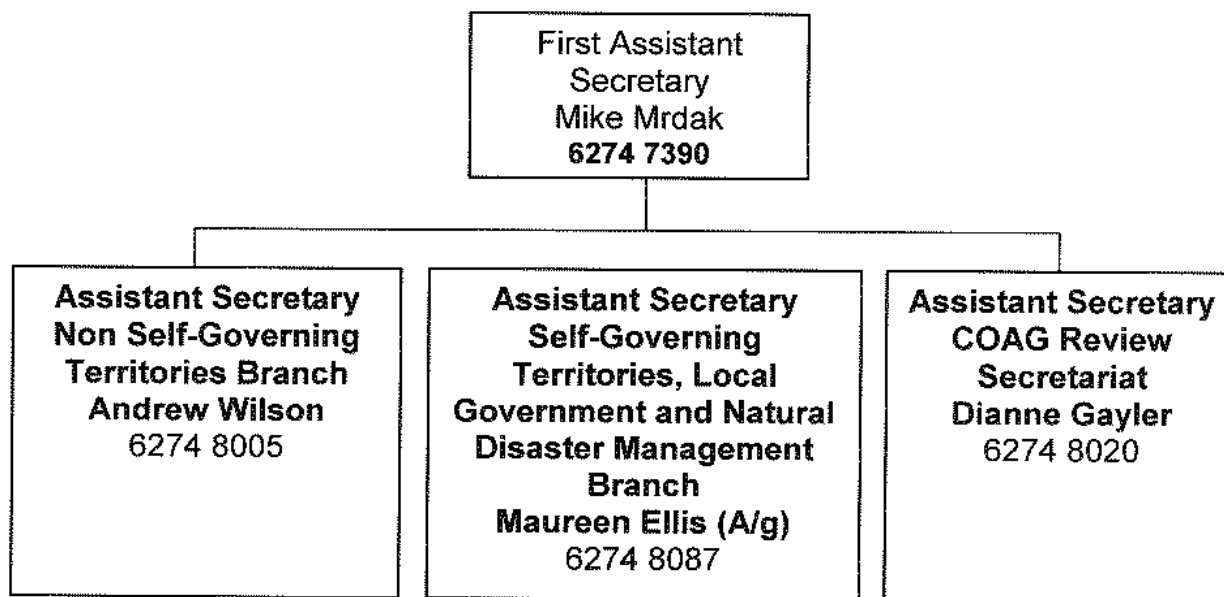 First Assistant
Secretary
Mike Mrdak
6274 7390
Assistant Secretary
Non Self-Governing
Territories Branch
Andrew Wilson
6274 8005
Assistant Secretary
Self-Governing
Territories, Local
Government and Natural
Disaster Management
Branch
Maureen Ellis (A/g)
6274 8087
Assistant Secretary
COAG Review
Secretariat
Dianne Gayler
6274 8020